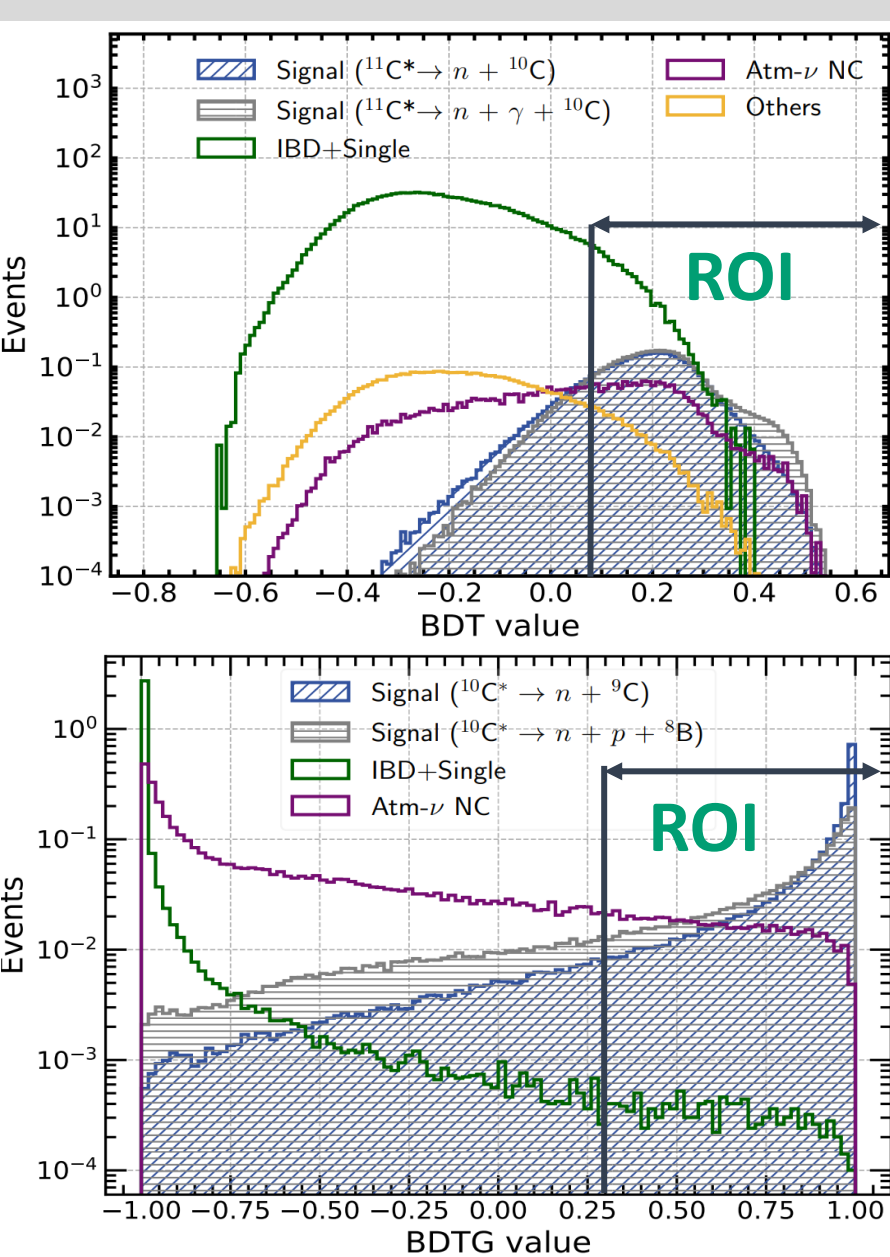 Signal (¹¹C*→ n + ¹⁰C)
Signal (¹¹C*→ n + γ + ¹⁰C)
IBD+Single
Atm-ν NC
Others
ROI
10³
10²
10¹
10⁰
10⁻¹
10⁻²
10⁻³
10⁻⁴
Events
−0.8 −0.6 −0.4 −0.2 0.0 0.2 0.4 0.6
BDT value
Signal (¹⁰C* → n + ⁹C)
Signal (¹⁰C* → n + p + ⁸B)
IBD+Single
Atm-ν NC
ROI
10⁰
10⁻¹
10⁻²
10⁻³
10⁻⁴
Events
−1.00 −0.75 −0.50 −0.25 0.00 0.25 0.50 0.75 1.00
BDTG value